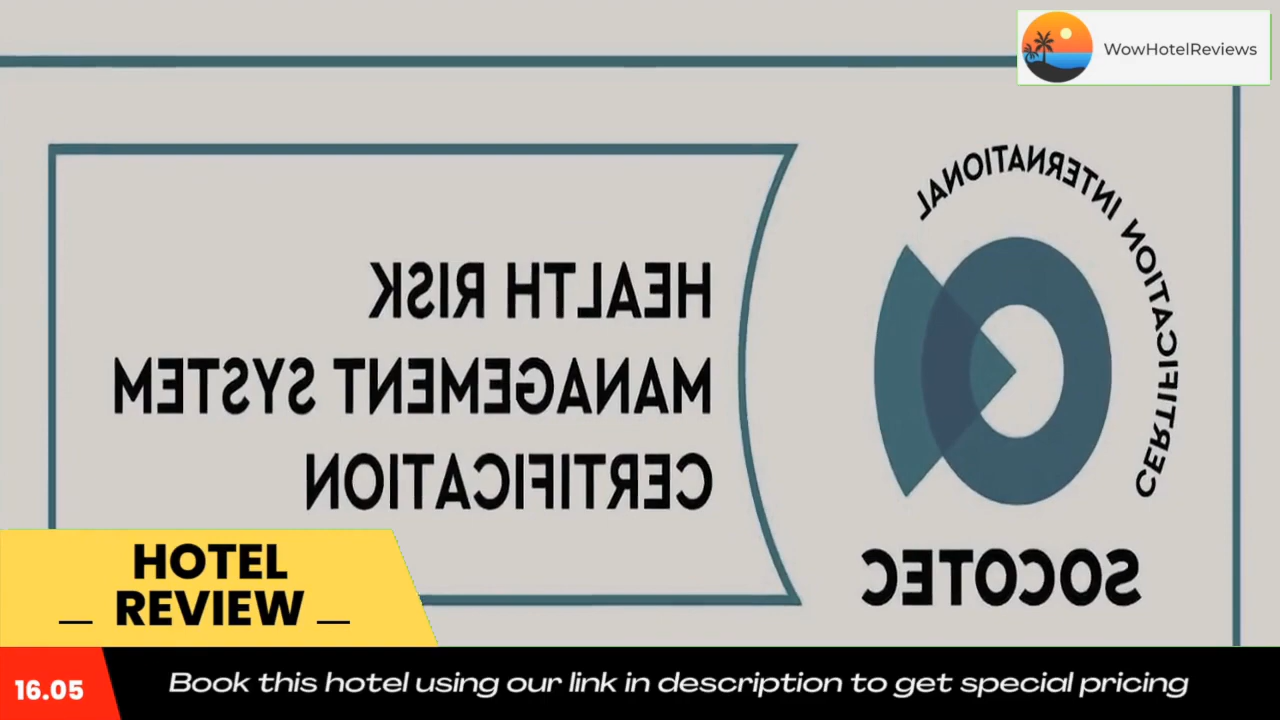 WowHotelReviews
CERTIFICATION INTERNATIONAL
HEALTH RISK
MANAGEMENT SYSTEM
CERTIFICATION
SOCOTEC
HOTEL
_ REVIEW _
16.05
Book this hotel using our link in description to get special pricing